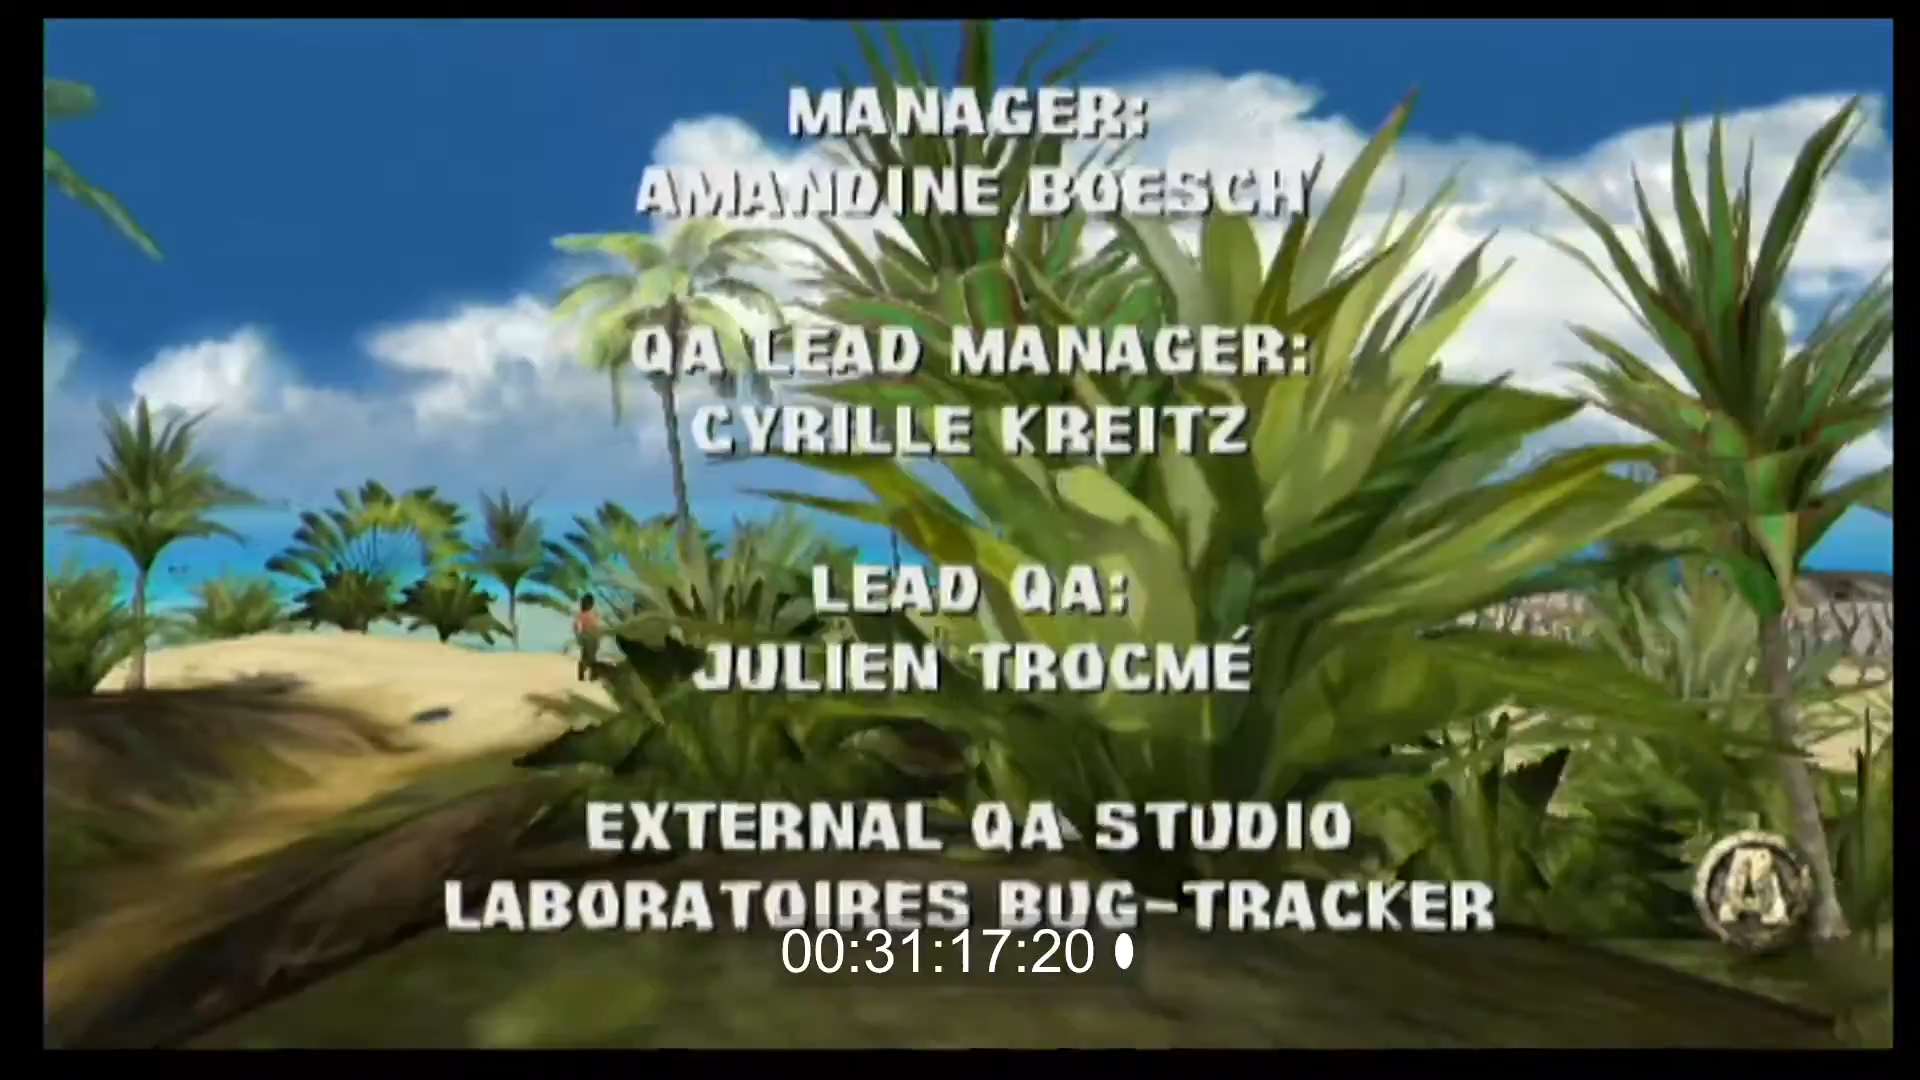 MANAGER:
AMANDINE BOESCH
QA LEAD MANAGER:
CYRILLE KREITZ
LEAD QA:
JULIEN TROCMÉ
EXTERNAL QA STUDIO
LABORATOIRES BUG-TRACKER
A
00:31:17:20